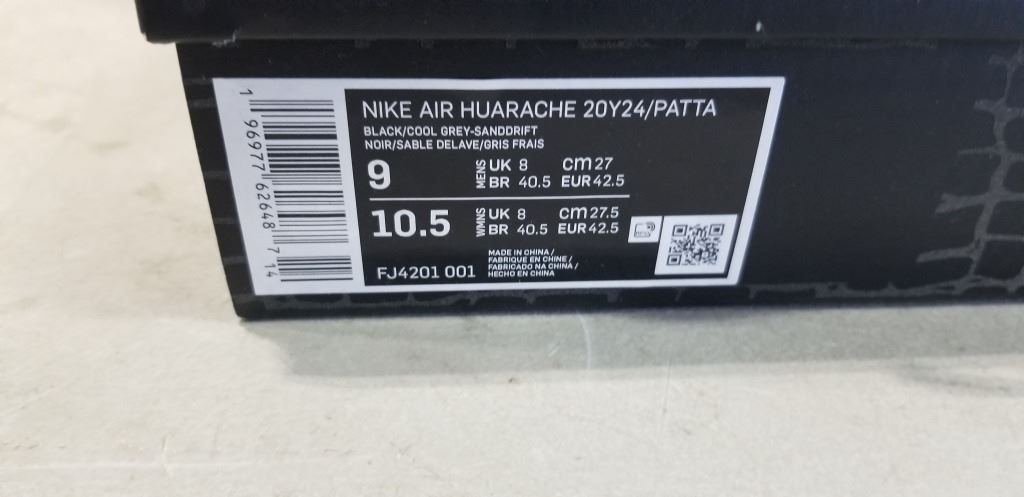 NIKE AIR HUARACHE 20Y24/PATTA
BLACK/COOL GREY-SANDDRIFT
NOIR/SABLE DELAVE/GRIS FRAIS
9 MENS UK 8 cm 27
BR 40.5 EUR 42.5
10.5 WMNS UK 8 cm 27.5
BR 40.5 EUR 42.5
MADE IN CHINA /
FABRIQUE EN CHINE /
FABRICADO NA CHINA /
HECHO EN CHINA
FJ4201 001
1 96977 62648 7 14